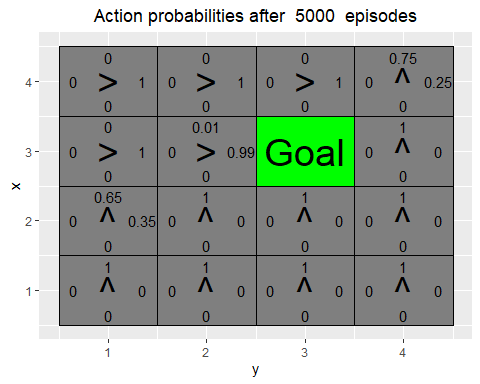 Action probabilities after 5000 episodes
0 0 0 0.75
4 0 > 1 0 > 1 0 > 1 0 ^ 0.25
0 0 0 0
0 0.01 1
3 0 > 1 0 > 0.99 Goal 0 ^ 0
0 0 0
0.65 1 1 1
2 0 ^ 0.35 0 ^ 0 0 ^ 0 0 ^ 0
0 0 0 0
1 1 1 1
1 0 ^ 0 0 ^ 0 0 ^ 0 0 ^ 0
0 0 0 0
1 2 3 4
y
x